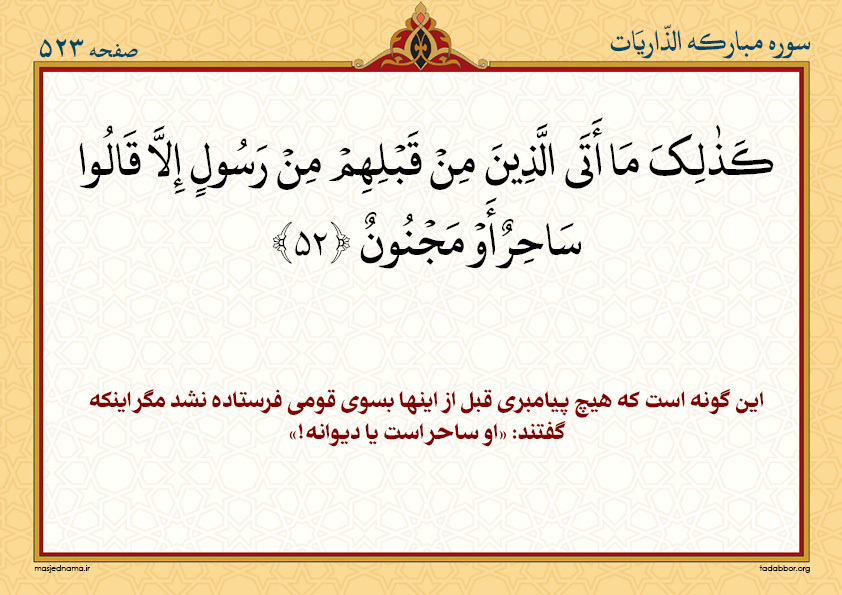 سوره مبارکه الذّاریَات
صفحه ۵۲۳
کَذَٰلِکَ مَا أَتَى الَّذِينَ مِنْ قَبْلِهِمْ مِنْ رَسُولٍ إِلَّا قَالُوا
سَاحِرٌ أَوْ مَجْنُونٌ ﴿۵۲﴾
این گونه است که هیچ پیامبری قبل از اینها بسوی قومی فرستاده نشد مگر اینکه
گفتند: «او ساحر است یا دیوانه!»
masjednama.ir
tadabbor.org